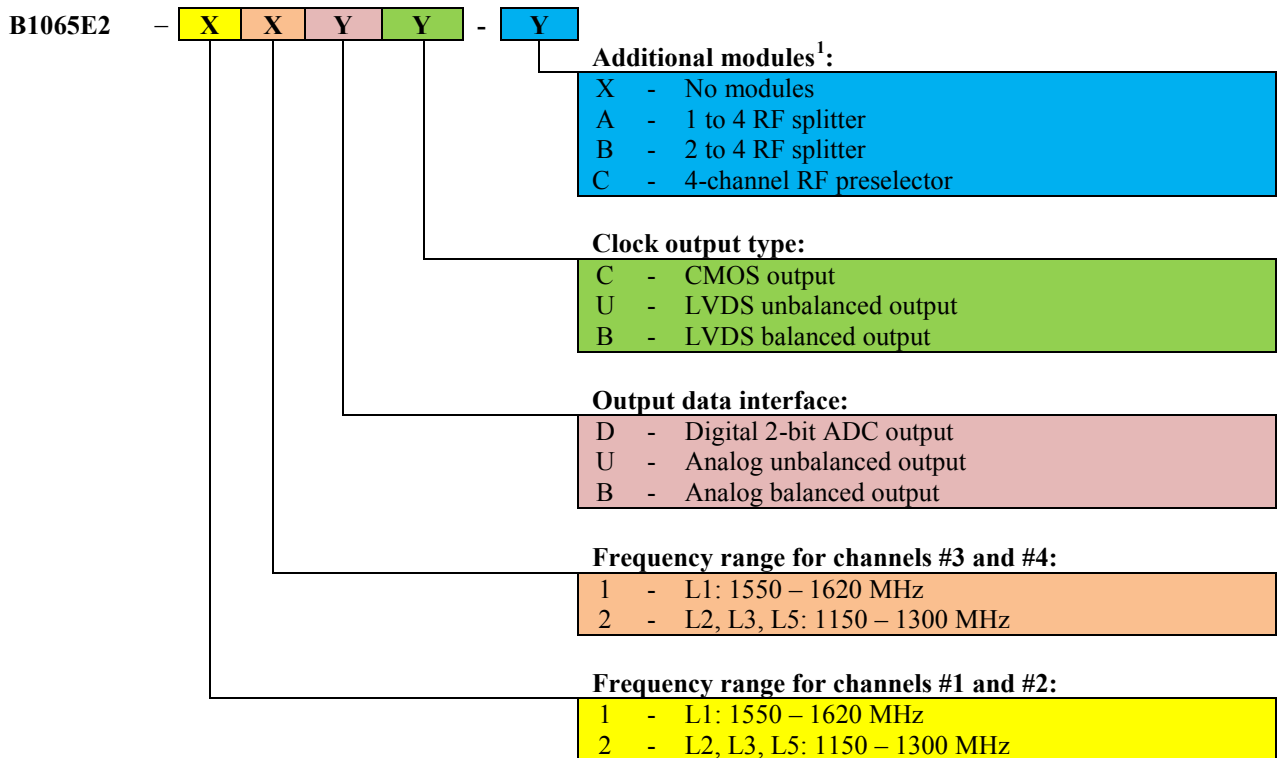 B1065E2 – X X Y Y - Y
Additional modules¹:
X - No modules
A - 1 to 4 RF splitter
B - 2 to 4 RF splitter
C - 4-channel RF preselector
Clock output type:
C - CMOS output
U - LVDS unbalanced output
B - LVDS balanced output
Output data interface:
D - Digital 2-bit ADC output
U - Analog unbalanced output
B - Analog balanced output
Frequency range for channels #3 and #4:
1 - L1: 1550 – 1620 MHz
2 - L2, L3, L5: 1150 – 1300 MHz
Frequency range for channels #1 and #2:
1 - L1: 1550 – 1620 MHz
2 - L2, L3, L5: 1150 – 1300 MHz